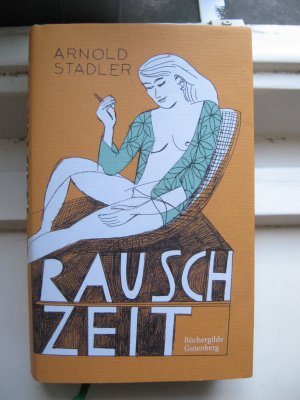 ARNOLD
STADLER
RAUSCH
ZEIT
Büchergilde
Gutenberg